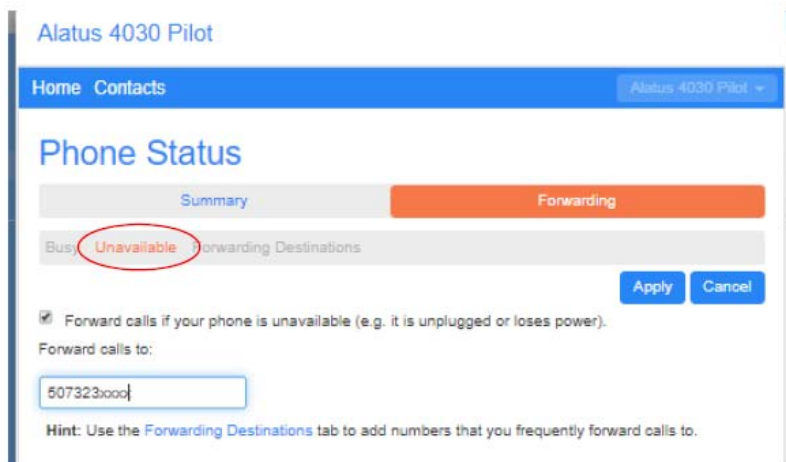 Alatus 4030 Pilot
Home Contacts Alatus 4030 Pilot
Phone Status
Summary Forwarding
Busy Unavailable Forwarding Destinations
Apply Cancel
Forward calls if your phone is unavailable (e.g. it is unplugged or loses power).
Forward calls to:
507323xxxx
Hint: Use the Forwarding Destinations tab to add numbers that you frequently forward calls to.